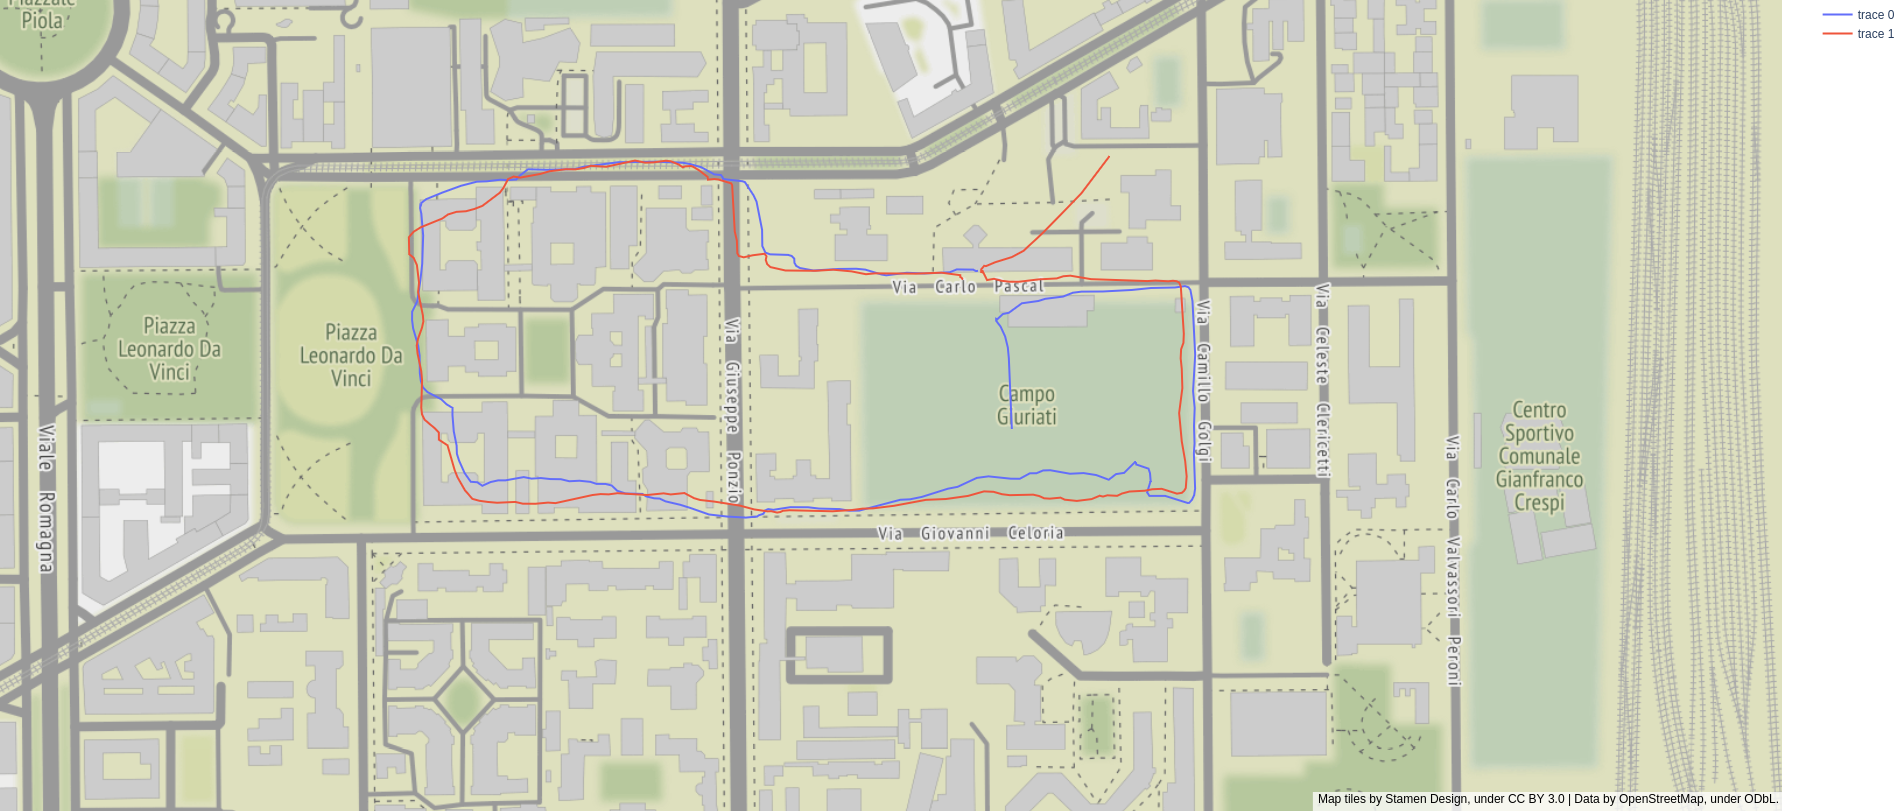 Piazzale
Piola
trace 0
trace 1
Via Carlo Pascal
Piazza
Leonardo Da
Vinci
Piazza
Leonardo Da
Vinci
Via Giuseppe Ponzio
Via Camillo Golgi
Via Celeste Clericetti
Campo
Giuriati
Centro
Sportivo
Comunale
Gianfranco
Crespi
Viale Romagna
Via Carlo Valvassori Peroni
Via Giovanni Celoria
Map tiles by Stamen Design, under CC BY 3.0 | Data by OpenStreetMap, under ODbL.